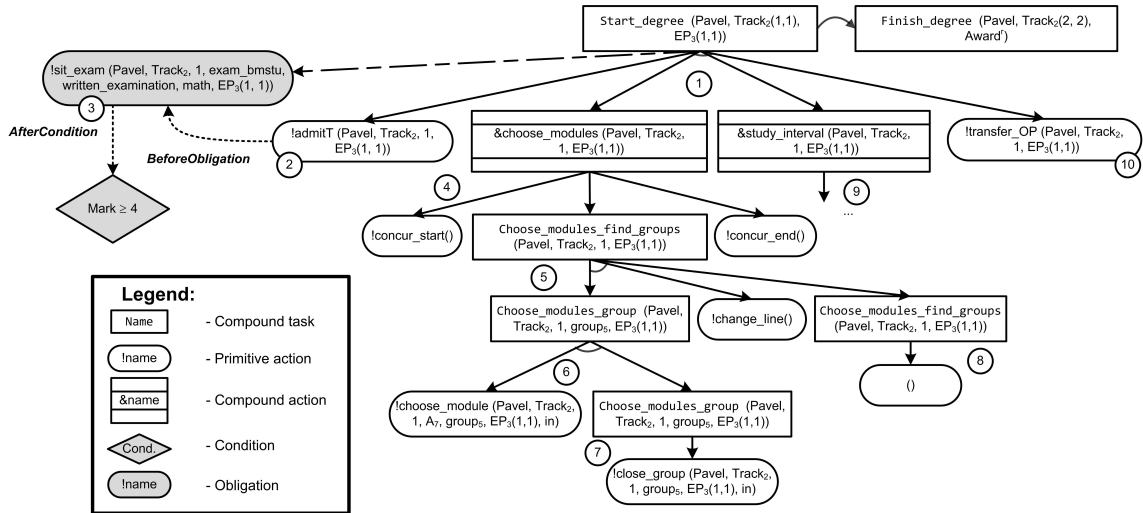 Start_degree (Pavel, Track₂(1,1),
EP₃(1,1))
Finish_degree (Pavel, Track₂(2, 2),
Awardʳ)
!sit_exam (Pavel, Track₂, 1, exam_bmstu,
written_examination, math, EP₃(1, 1))
3
1
AfterCondition
BeforeObligation
!admitT (Pavel, Track₂, 1,
EP₃(1, 1))
2
&choose_modules (Pavel, Track₂,
1, EP₃(1,1))
&study_interval (Pavel, Track₂,
1, EP₃(1,1))
!transfer_OP (Pavel, Track₂,
1, EP₃(1,1))
10
Mark ≥ 4
4
9
...
!concur_start()
Choose_modules_find_groups
(Pavel, Track₂, 1, EP₃(1,1))
!concur_end()
5
Choose_modules_group (Pavel,
Track₂, 1, group₅, EP₃(1,1))
!change_line()
Choose_modules_find_groups
(Pavel, Track₂, 1, EP₃(1,1))
8
()
6
!choose_module (Pavel, Track₂,
1, A₇, group₅, EP₃(1,1), in)
Choose_modules_group (Pavel,
Track₂, 1, group₅, EP₃(1,1))
7
!close_group (Pavel, Track₂,
1, group₅, EP₃(1,1), in)
Legend:
Name - Compound task
!name - Primitive action
&name - Compound action
Cond. - Condition
!name - Obligation